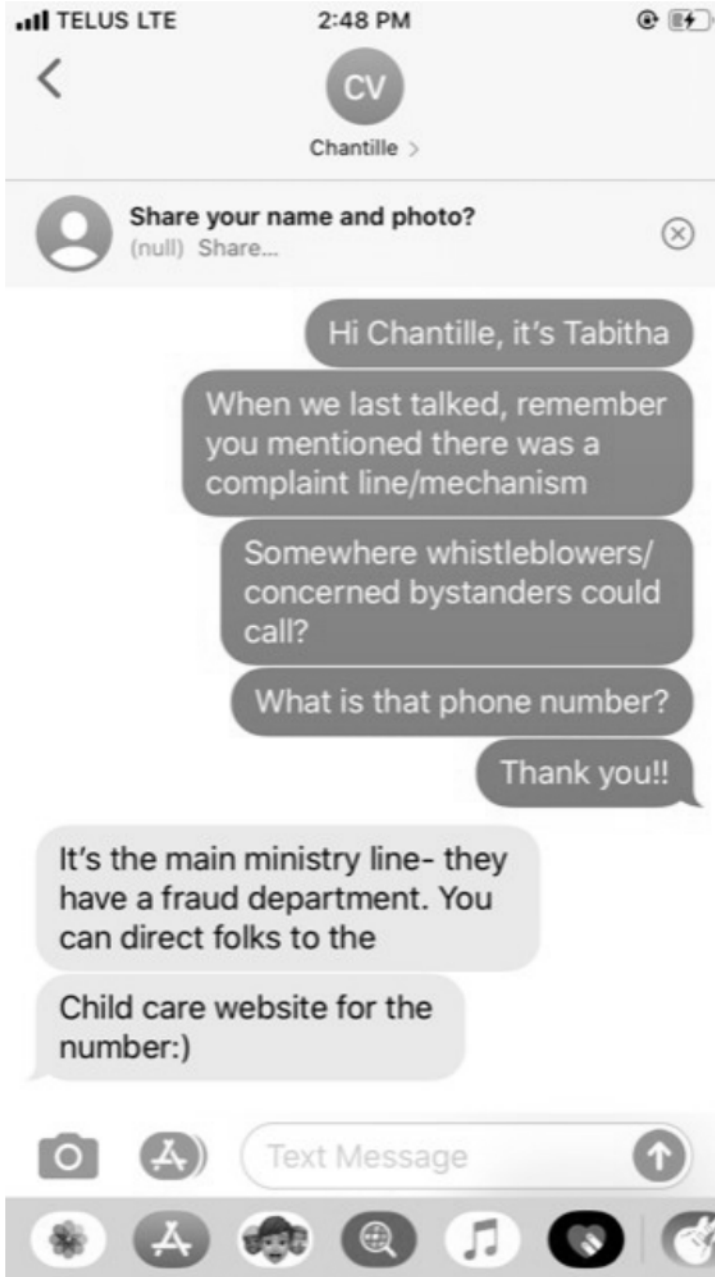 TELUS LTE 2:48 PM
CV
Chantille >
Share your name and photo?
(null) Share...
Hi Chantille, it's Tabitha
When we last talked, remember
you mentioned there was a
complaint line/mechanism
Somewhere whistleblowers/
concerned bystanders could
call?
What is that phone number?
Thank you!!
It's the main ministry line- they
have a fraud department. You
can direct folks to the
Child care website for the
number:)
Text Message